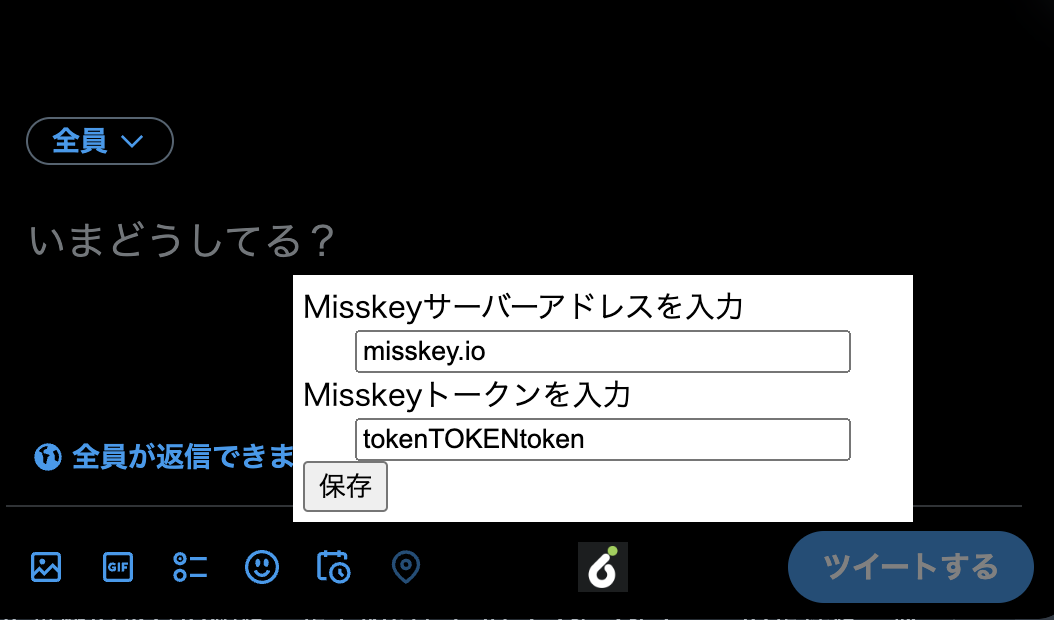 全員
いまどうしてる？
Misskeyサーバーアドレスを入力
misskey.io
Misskeyトークンを入力
tokenTOKENtoken
全員が返信できま
保存
GIF
ツイートする